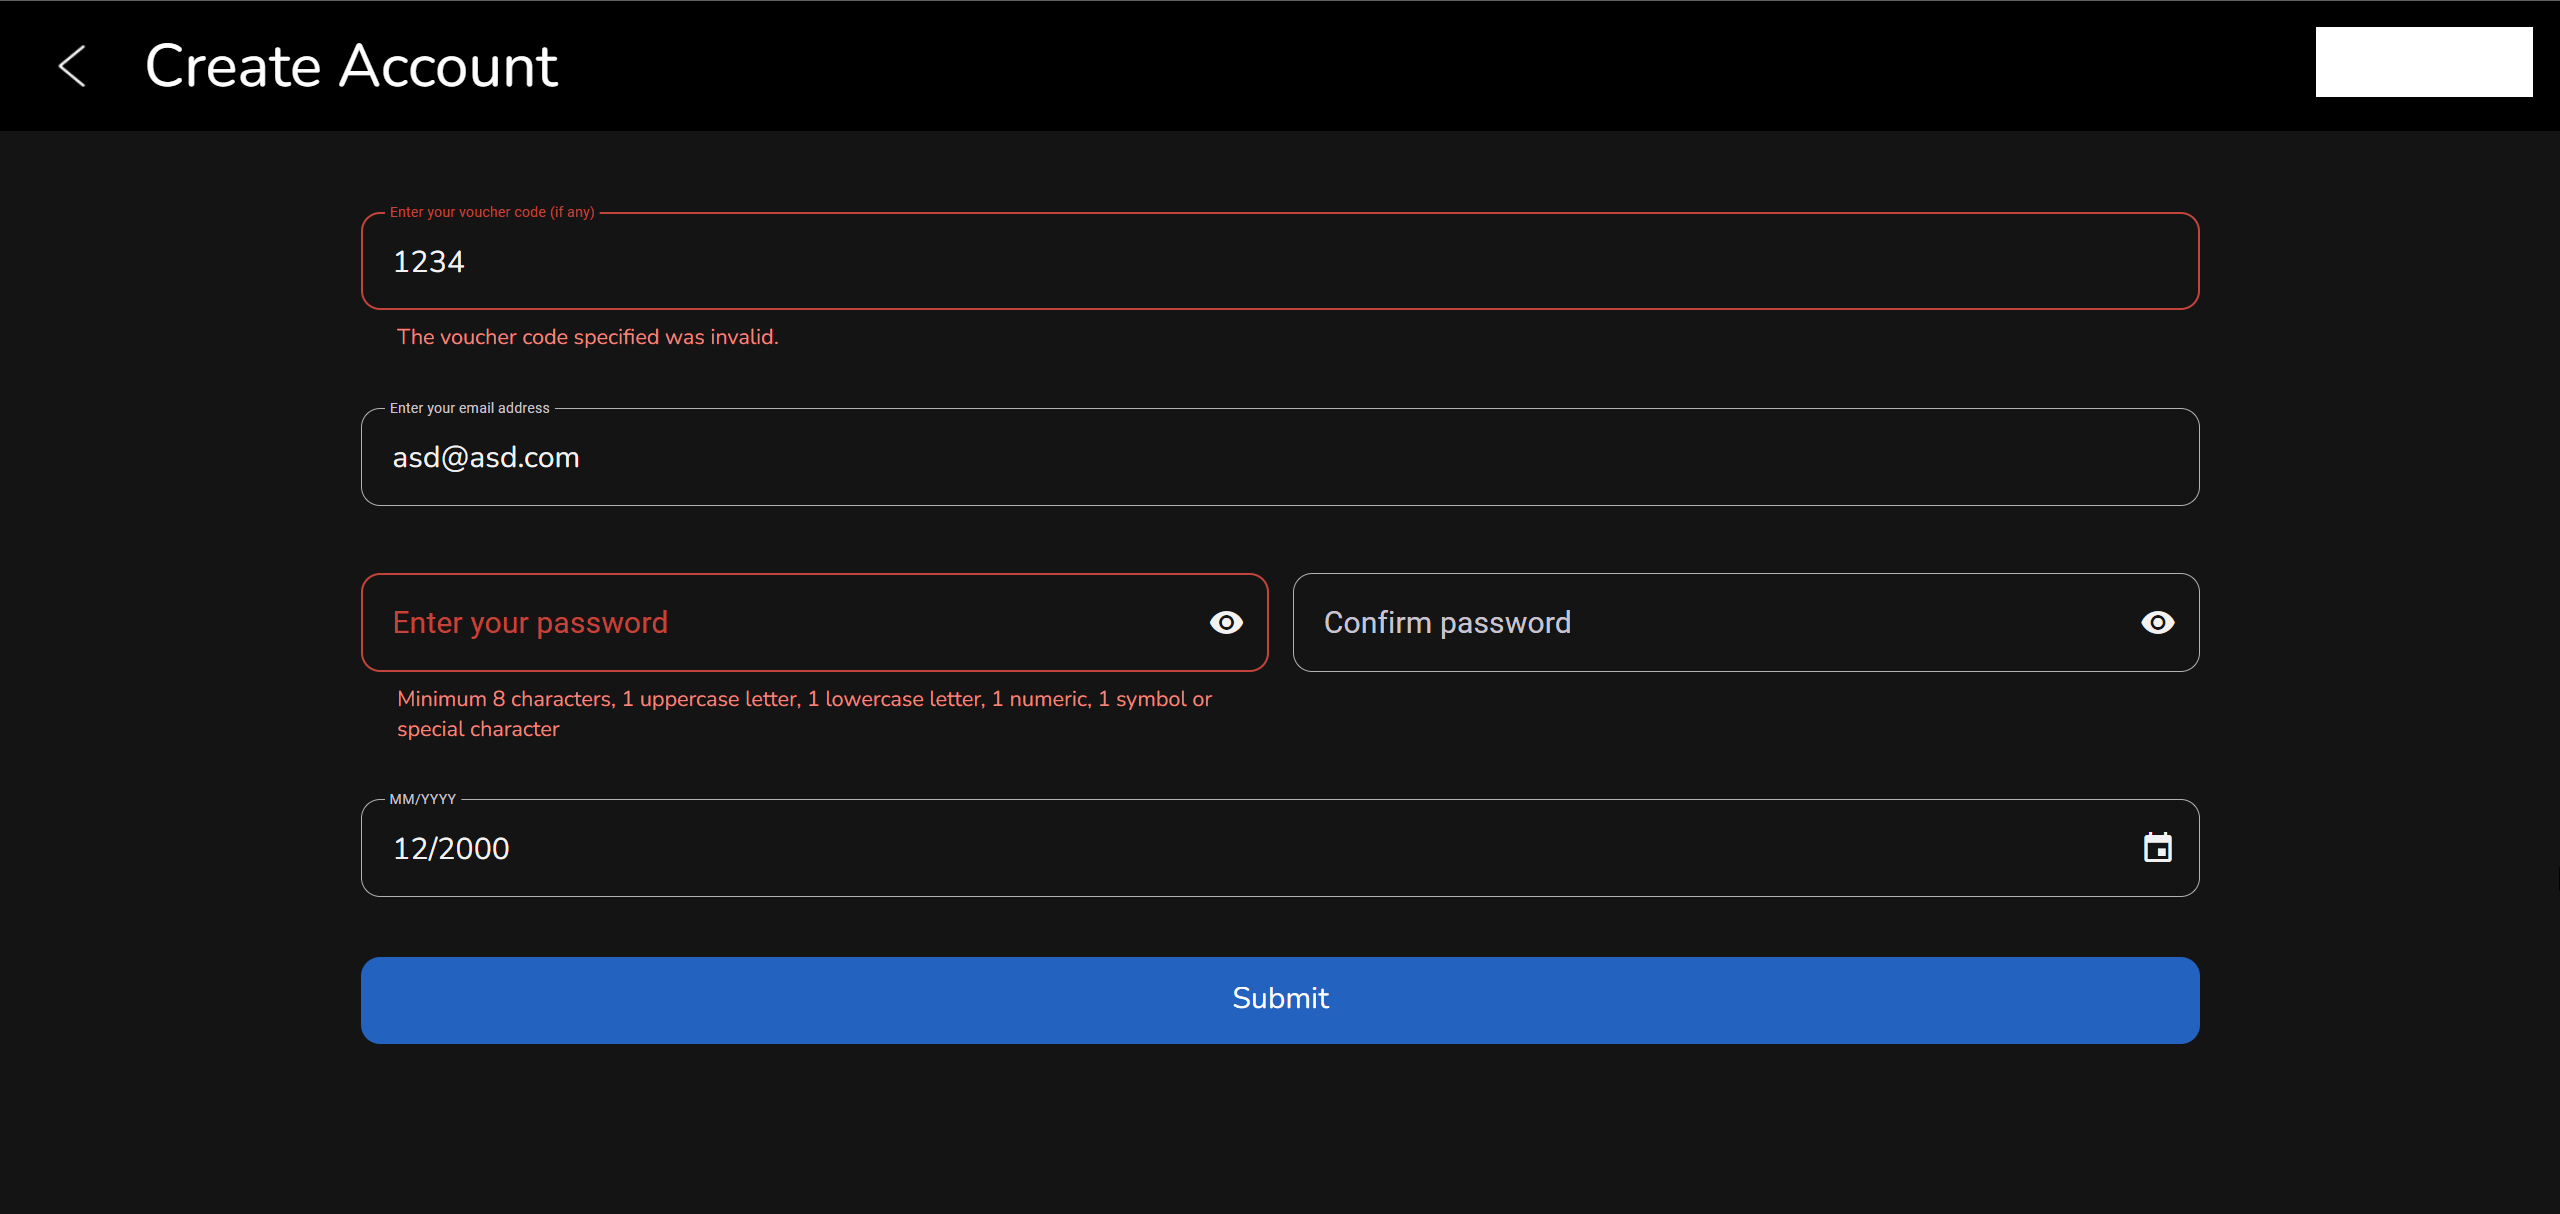 Create Account
Enter your voucher code (if any)
1234
The voucher code specified was invalid.
Enter your email address
asd@asd.com
Enter your password
Confirm password
Minimum 8 characters, 1 uppercase letter, 1 lowercase letter, 1 numeric, 1 symbol or
special character
MM/YYYY
12/2000
Submit